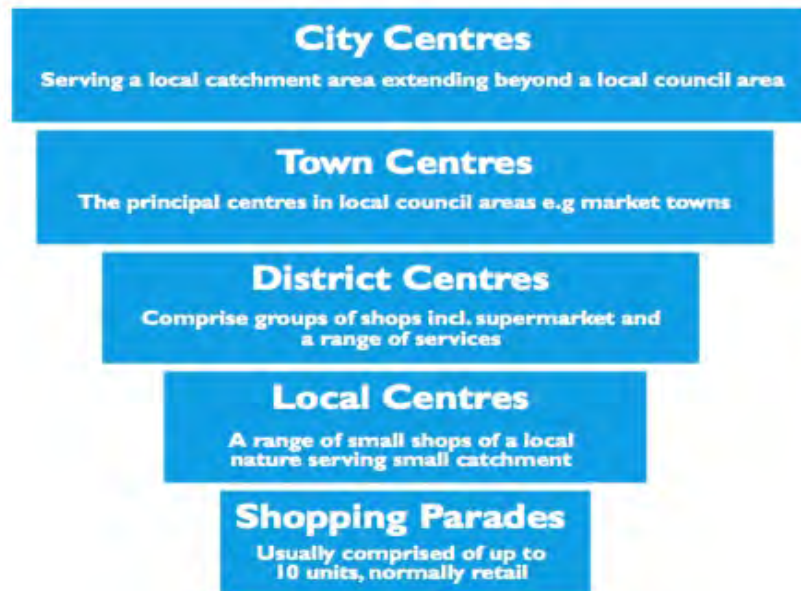 City Centres
Serving a local catchment area extending beyond a local council area
Town Centres
The principal centres in local council areas e.g market towns
District Centres
Comprise groups of shops incl. supermarket and
a range of services
Local Centres
A range of small shops of a local
nature serving small catchment
Shopping Parades
Usually comprised of up to
10 units, normally retail